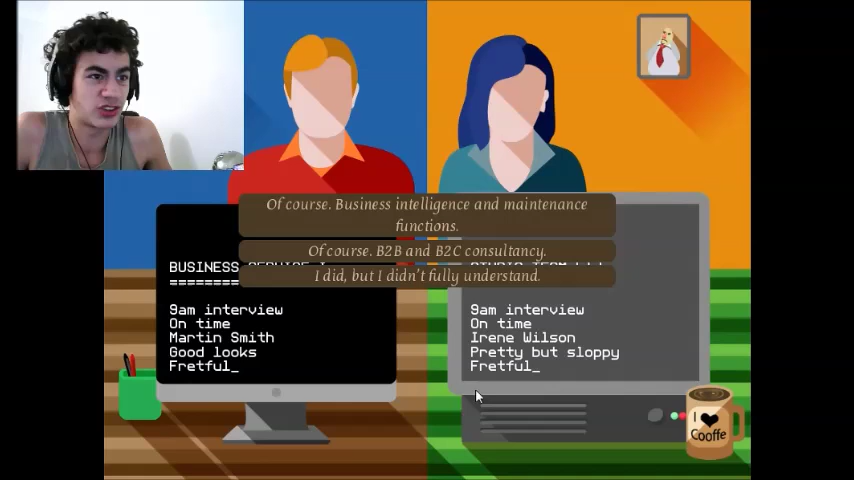 Of course. Business intelligence and maintenance
functions.
Of course. B2B and B2C consultancy.
I did, but I didn't fully understand.
BUSINESS
9am interview
On time
Martin Smith
Good looks
Fretful_
9am interview
On time
Irene Wilson
Pretty but sloppy
Fretful_
I ♥
Cooffe